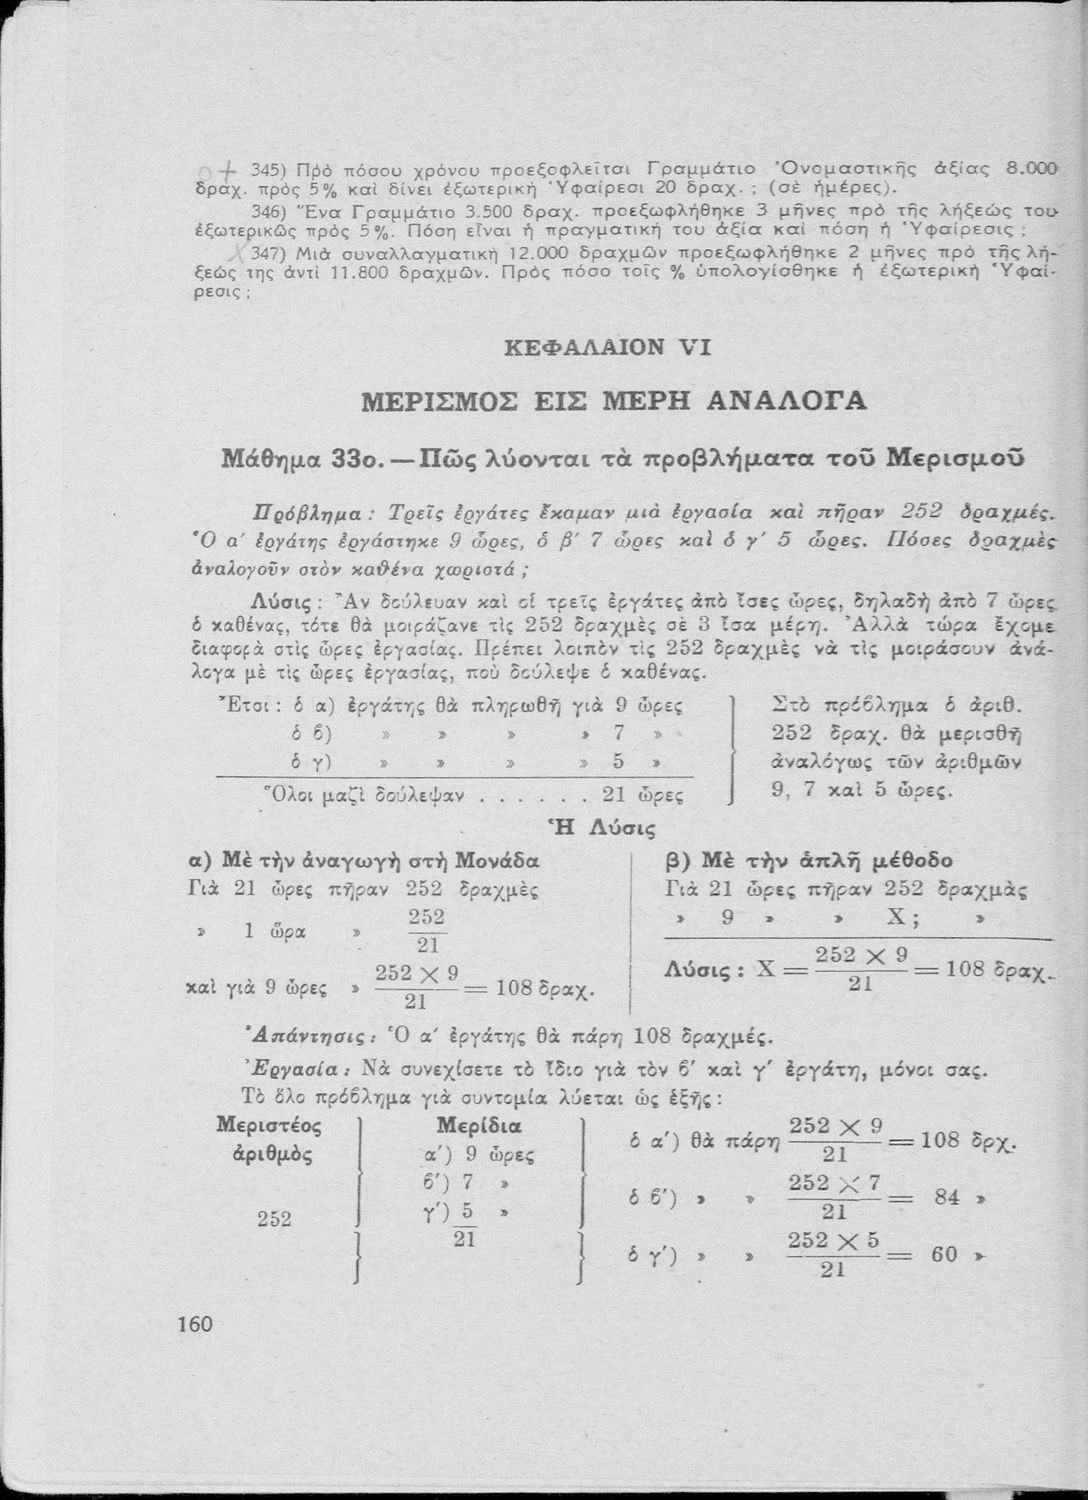 345) Πρὸ πόσου χρόνου προεξοφλεῖται Γραμμάτιο Ὀνομαστικῆς ἀξίας 8.000
δραχ. πρὸς 5% καὶ δίνει ἐξωτερικὴ Ὑφαίρεσι 20 δραχ. ; (σὲ ἡμέρες).
346) Ἕνα Γραμμάτιο 3.500 δραχ. προεξωφλήθηκε 3 μῆνες πρὸ τῆς λήξεώς του
ἐξωτερικῶς πρὸς 5%. Πόση εἶναι ἡ πραγματική του ἀξία καὶ πόση ἡ Ὑφαίρεσις ;
347) Μιὰ συναλλαγματικὴ 12.000 δραχμῶν προεξωφλήθηκε 2 μῆνες πρὸ τῆς λή-
ξεώς της ἀντὶ 11.800 δραχμῶν. Πρὸς πόσο τοῖς % ὑπολογίσθηκε ἡ ἐξωτερικὴ Ὑφαί-
ρεσις ;
ΚΕΦΑΛΑΙΟΝ VI
ΜΕΡΙΣΜΟΣ ΕΙΣ ΜΕΡΗ ΑΝΑΛΟΓΑ
Μάθημα 33ο. — Πῶς λύονται τὰ προβλήματα τοῦ Μερισμοῦ
Πρόβλημα : Τρεῖς ἐργάτες ἔκαμαν μιὰ ἐργασία καὶ πῆραν 252 δραχμές.
Ὁ α' ἐργάτης ἐργάστηκε 9 ὧρες, ὁ β' 7 ὧρες καὶ ὁ γ' 5 ὧρες. Πόσες δραχμὲς
ἀναλογοῦν στὸν καθένα χωριστά ;
Λύσις : Ἂν δούλευαν καὶ οἱ τρεῖς ἐργάτες ἀπὸ ἴσες ὧρες, δηλαδὴ ἀπὸ 7 ὧρες
ὁ καθένας, τότε θὰ μοιράζανε τὶς 252 δραχμὲς σὲ 3 ἴσα μέρη. Ἀλλὰ τώρα ἔχομε
διαφορὰ στὶς ὧρες ἐργασίας. Πρέπει λοιπὸν τὶς 252 δραχμὲς νὰ τὶς μοιράσουν ἀνά-
λογα μὲ τὶς ὧρες ἐργασίας, ποὺ δούλεψε ὁ καθένας.
Ἔτσι : ὁ α) ἐργάτης θὰ πληρωθῆ γιὰ 9 ὧρες
ὁ β) » » » » 7 »
ὁ γ) » » » » 5 »
Ὅλοι μαζὶ δούλεψαν . . . . . . 21 ὧρες
Στὸ πρόβλημα ὁ ἀριθ.
252 δραχ. θὰ μερισθῆ
ἀναλόγως τῶν ἀριθμῶν
9, 7 καὶ 5 ὧρες.
Ἡ Λύσις
α) Μὲ τὴν ἀναγωγὴ στὴ Μονάδα
Γιὰ 21 ὧρες πῆραν 252 δραχμὲς
252
» 1 ὥρα »
21
252 × 9
καὶ γιὰ 9 ὧρες » = 108 δραχ.
21
β) Μὲ τὴν ἁπλῆ μέθοδο
Γιὰ 21 ὧρες πῆραν 252 δραχμὰς
» 9 » » Χ ; »
252 × 9
Λύσις : Χ = = 108 δραχ.
21
Ἀπάντησις : Ὁ α' ἐργάτης θὰ πάρη 108 δραχμές.
Ἐργασία : Νὰ συνεχίσετε τὸ ἴδιο γιὰ τὸν β' καὶ γ' ἐργάτη, μόνοι σας.
Τὸ ὅλο πρόβλημα γιὰ συντομία λύεται ὡς ἑξῆς :
Μεριστέος
ἀριθμὸς
252
Μερίδια
α') 9 ὧρες
β') 7 »
γ') 5 »
21
252 × 9
ὁ α') θὰ πάρη = 108 δρχ.
21
252 × 7
ὁ β') » » = 84 »
21
252 × 5
ὁ γ') » » = 60 »
21
160